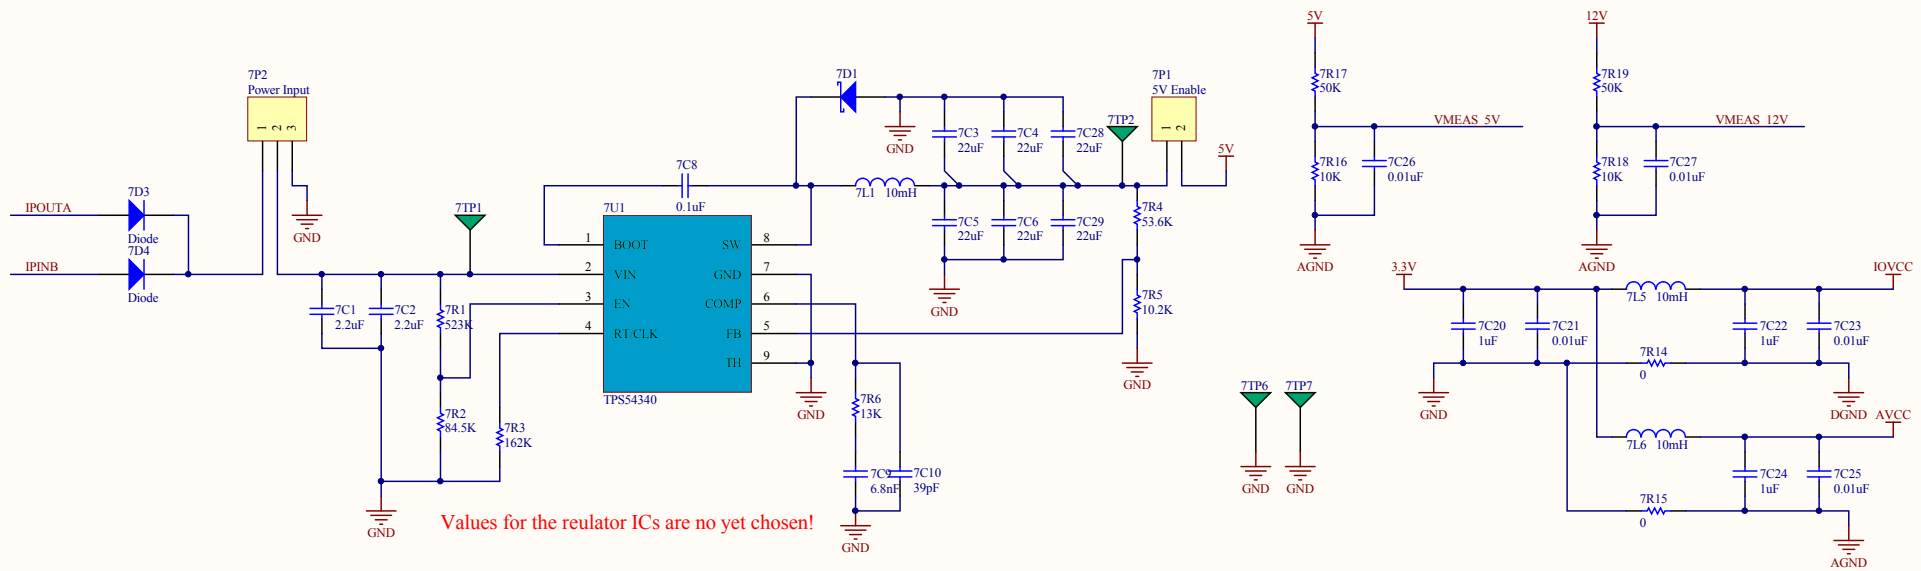 7P2
Power Input
1
2
3
GND
IPOUTA
7D3
Diode
IPINB
7D4
Diode
7TP1
7C1
2.2uF
7C2
2.2uF
7R1
523K
7R2
84.5K
7R3
162K
GND
7C8
0.1uF
7U1
1
BOOT
2
VIN
3
EN
4
RT/CLK
SW
8
GND
7
COMP
6
FB
5
TH
9
TPS54340
GND
7R6
13K
7C9
6.8nF
7C10
39pF
GND
Values for the reulator ICs are no yet chosen!
7D1
GND
7C3
22uF
7C4
22uF
7C28
22uF
7L1
10mH
7C5
22uF
7C6
22uF
7C29
22uF
GND
7TP2
7P1
5V Enable
1
2
5V
7R4
53.6K
7R5
10.2K
GND
7TP6
GND
7TP7
GND
5V
7R17
50K
VMEAS_5V
7R16
10K
7C26
0.01uF
AGND
12V
7R19
50K
VMEAS_12V
7R18
10K
7C27
0.01uF
AGND
3.3V
7L5
10mH
IOVCC
7C20
1uF
7C21
0.01uF
7C22
1uF
7C23
0.01uF
7R14
0
GND
DGND
7L6
10mH
AVCC
7C24
1uF
7C25
0.01uF
7R15
0
AGND